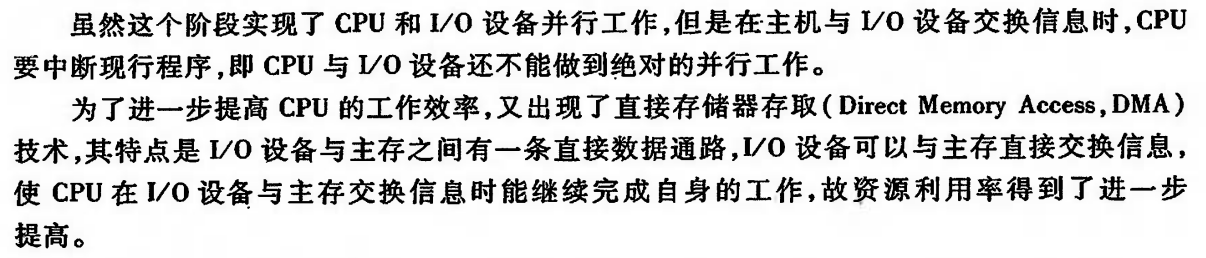 虽然这个阶段实现了 CPU 和 I/O 设备并行工作,但是在主机与 I/O 设备交换信息时,CPU
要中断现行程序,即 CPU 与 I/O 设备还不能做到绝对的并行工作。
为了进一步提高 CPU 的工作效率,又出现了直接存储器存取(Direct Memory Access,DMA)
技术,其特点是 I/O 设备与主存之间有一条直接数据通路,I/O 设备可以与主存直接交换信息,
使 CPU 在 I/O 设备与主存交换信息时能继续完成自身的工作,故资源利用率得到了进一步
提高。